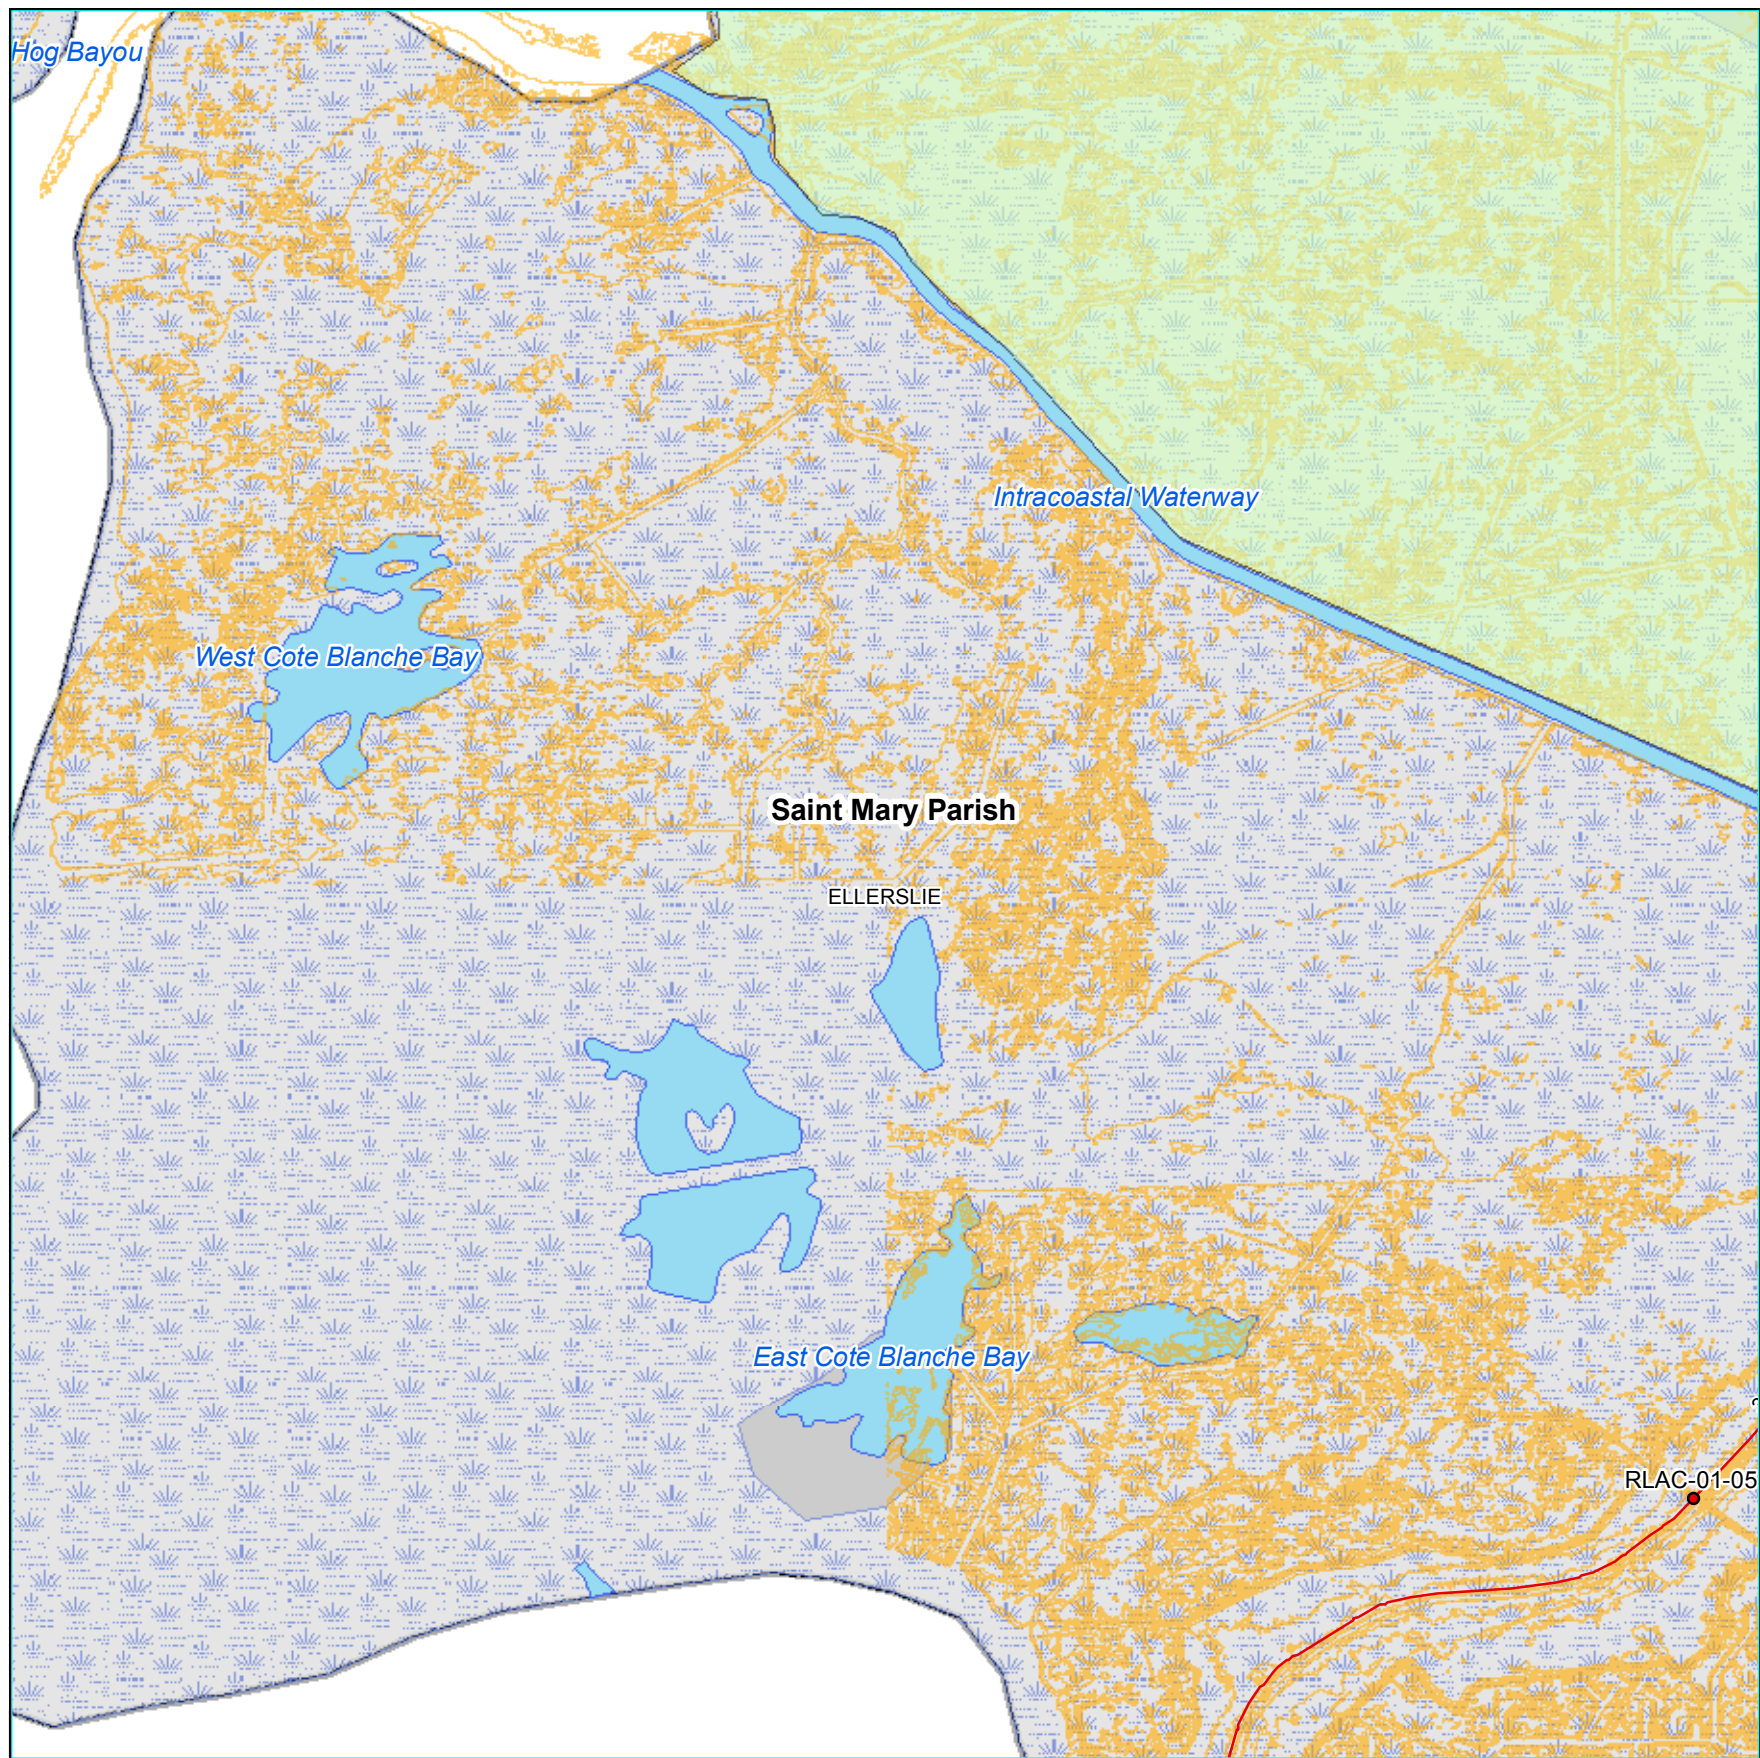 Hog Bayou
Intracoastal Waterway
West Cote Blanche Bay
Saint Mary Parish
ELLERSLIE
East Cote Blanche Bay
RLAC-01-05